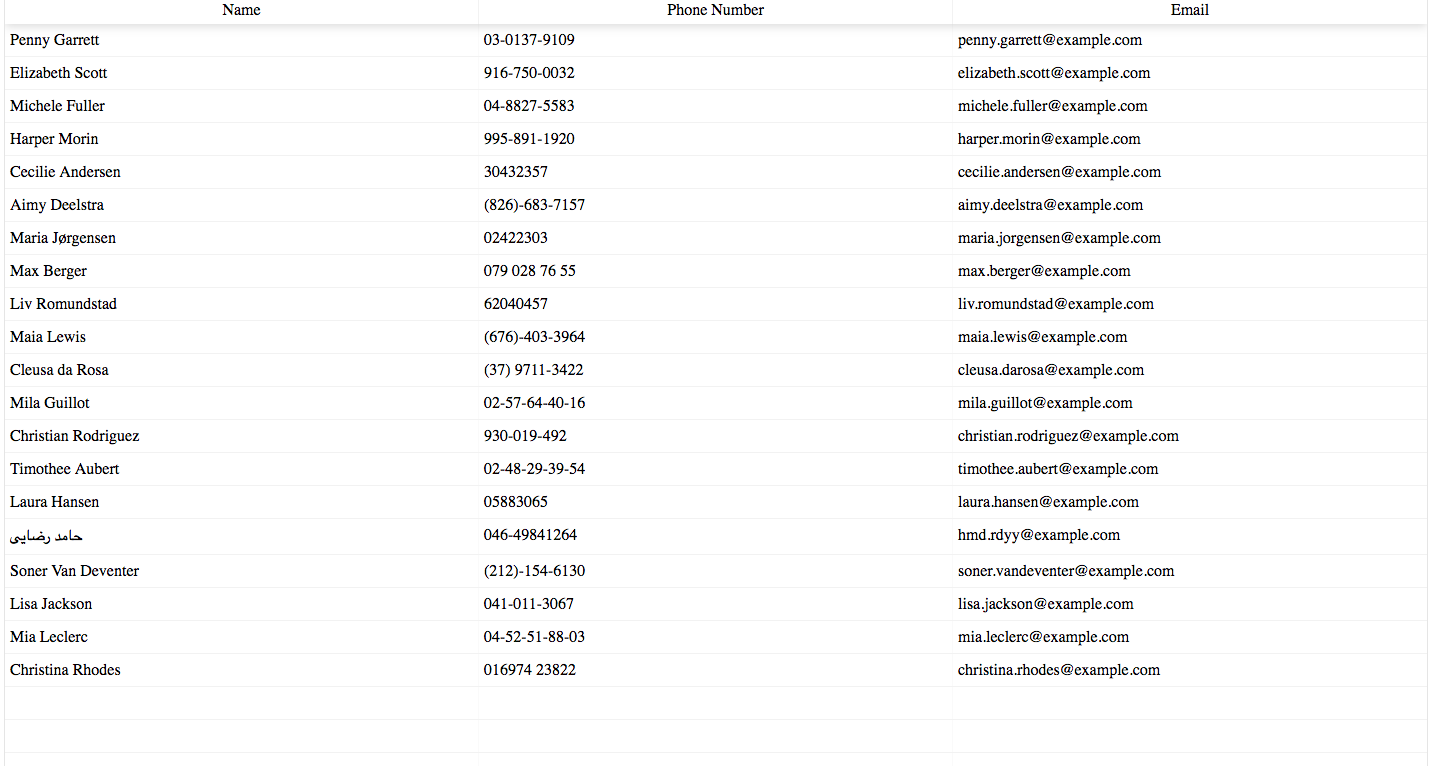 Name Phone Number Email
Penny Garrett 03-0137-9109 penny.garrett@example.com
Elizabeth Scott 916-750-0032 elizabeth.scott@example.com
Michele Fuller 04-8827-5583 michele.fuller@example.com
Harper Morin 995-891-1920 harper.morin@example.com
Cecilie Andersen 30432357 cecilie.andersen@example.com
Aimy Deelstra (826)-683-7157 aimy.deelstra@example.com
Maria Jørgensen 02422303 maria.jorgensen@example.com
Max Berger 079 028 76 55 max.berger@example.com
Liv Romundstad 62040457 liv.romundstad@example.com
Maia Lewis (676)-403-3964 maia.lewis@example.com
Cleusa da Rosa (37) 9711-3422 cleusa.darosa@example.com
Mila Guillot 02-57-64-40-16 mila.guillot@example.com
Christian Rodriguez 930-019-492 christian.rodriguez@example.com
Timothee Aubert 02-48-29-39-54 timothee.aubert@example.com
Laura Hansen 05883065 laura.hansen@example.com
حامد رضایی 046-49841264 hmd.rdyy@example.com
Soner Van Deventer (212)-154-6130 soner.vandeventer@example.com
Lisa Jackson 041-011-3067 lisa.jackson@example.com
Mia Leclerc 04-52-51-88-03 mia.leclerc@example.com
Christina Rhodes 016974 23822 christina.rhodes@example.com